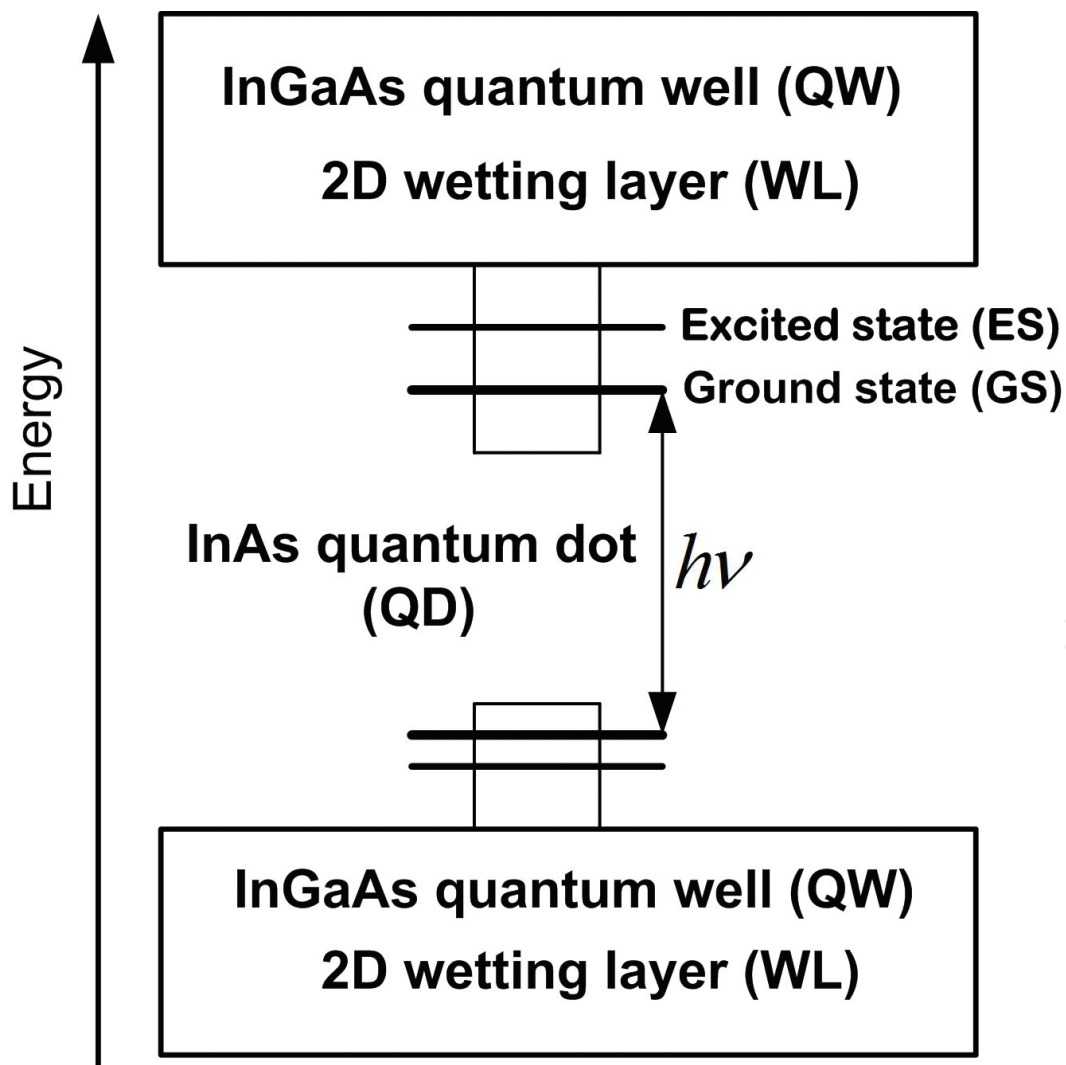 InGaAs quantum well (QW)
2D wetting layer (WL)
Excited state (ES)
Ground state (GS)
Energy
InAs quantum dot
(QD)
hν
InGaAs quantum well (QW)
2D wetting layer (WL)